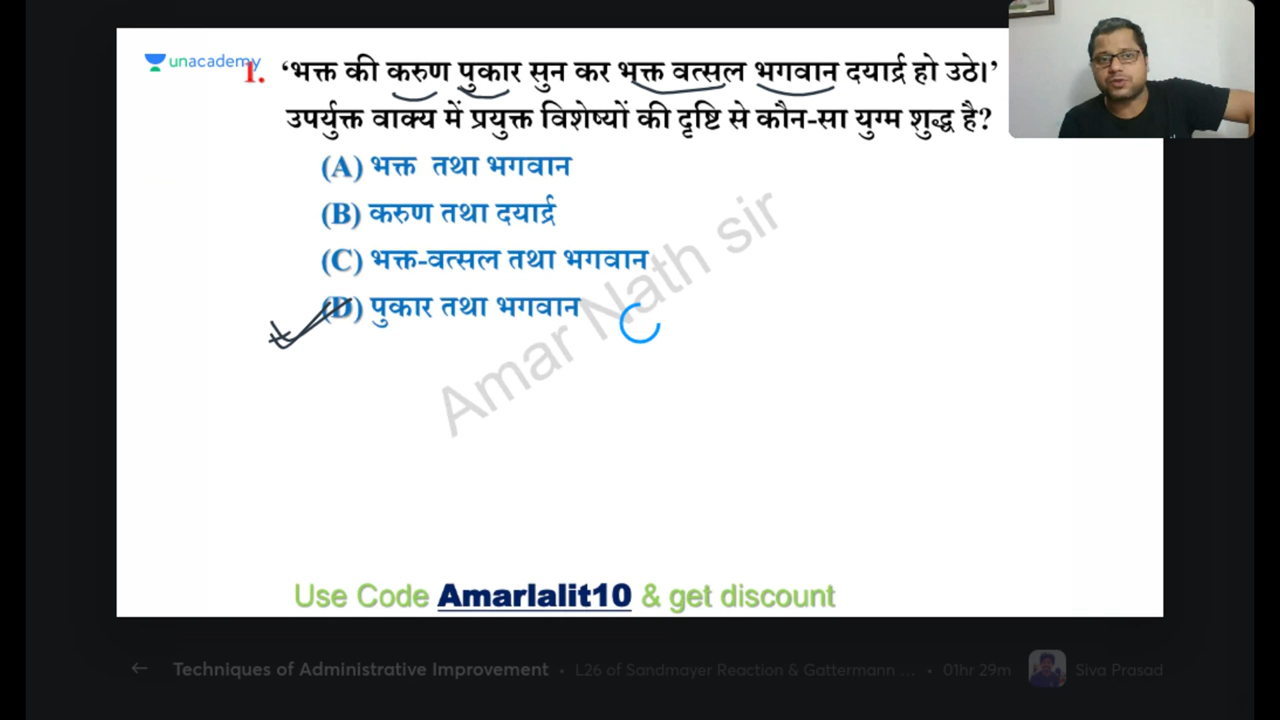 unacademy
1. ‘भक्त की करुण पुकार सुन कर भक्त वत्सल भगवान दयार्द्र हो उठे।’
उपर्युक्त वाक्य में प्रयुक्त विशेष्यों की दृष्टि से कौन-सा युग्म शुद्ध है?
(A) भक्त तथा भगवान
(B) करुण तथा दयार्द्र
(C) भक्त-वत्सल तथा भगवान
(D) पुकार तथा भगवान
Amar Nath sir
Use Code Amarlalit10 & get discount
← Techniques of Administrative Improvement • L26 of Sandmayer Reaction & Gattermann ... • 01hr 29m Siva Prasad